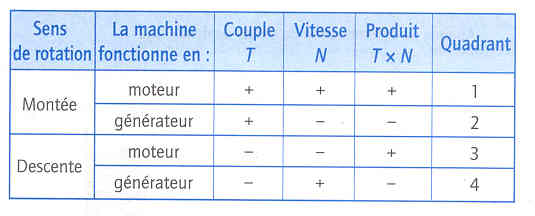 Sens de rotation | La machine fonctionne en : | Couple T | Vitesse N | Produit T × N | Quadrant
Montée | moteur | + | + | + | 1
générateur | + | – | – | 2
Descente | moteur | – | – | + | 3
générateur | – | + | – | 4